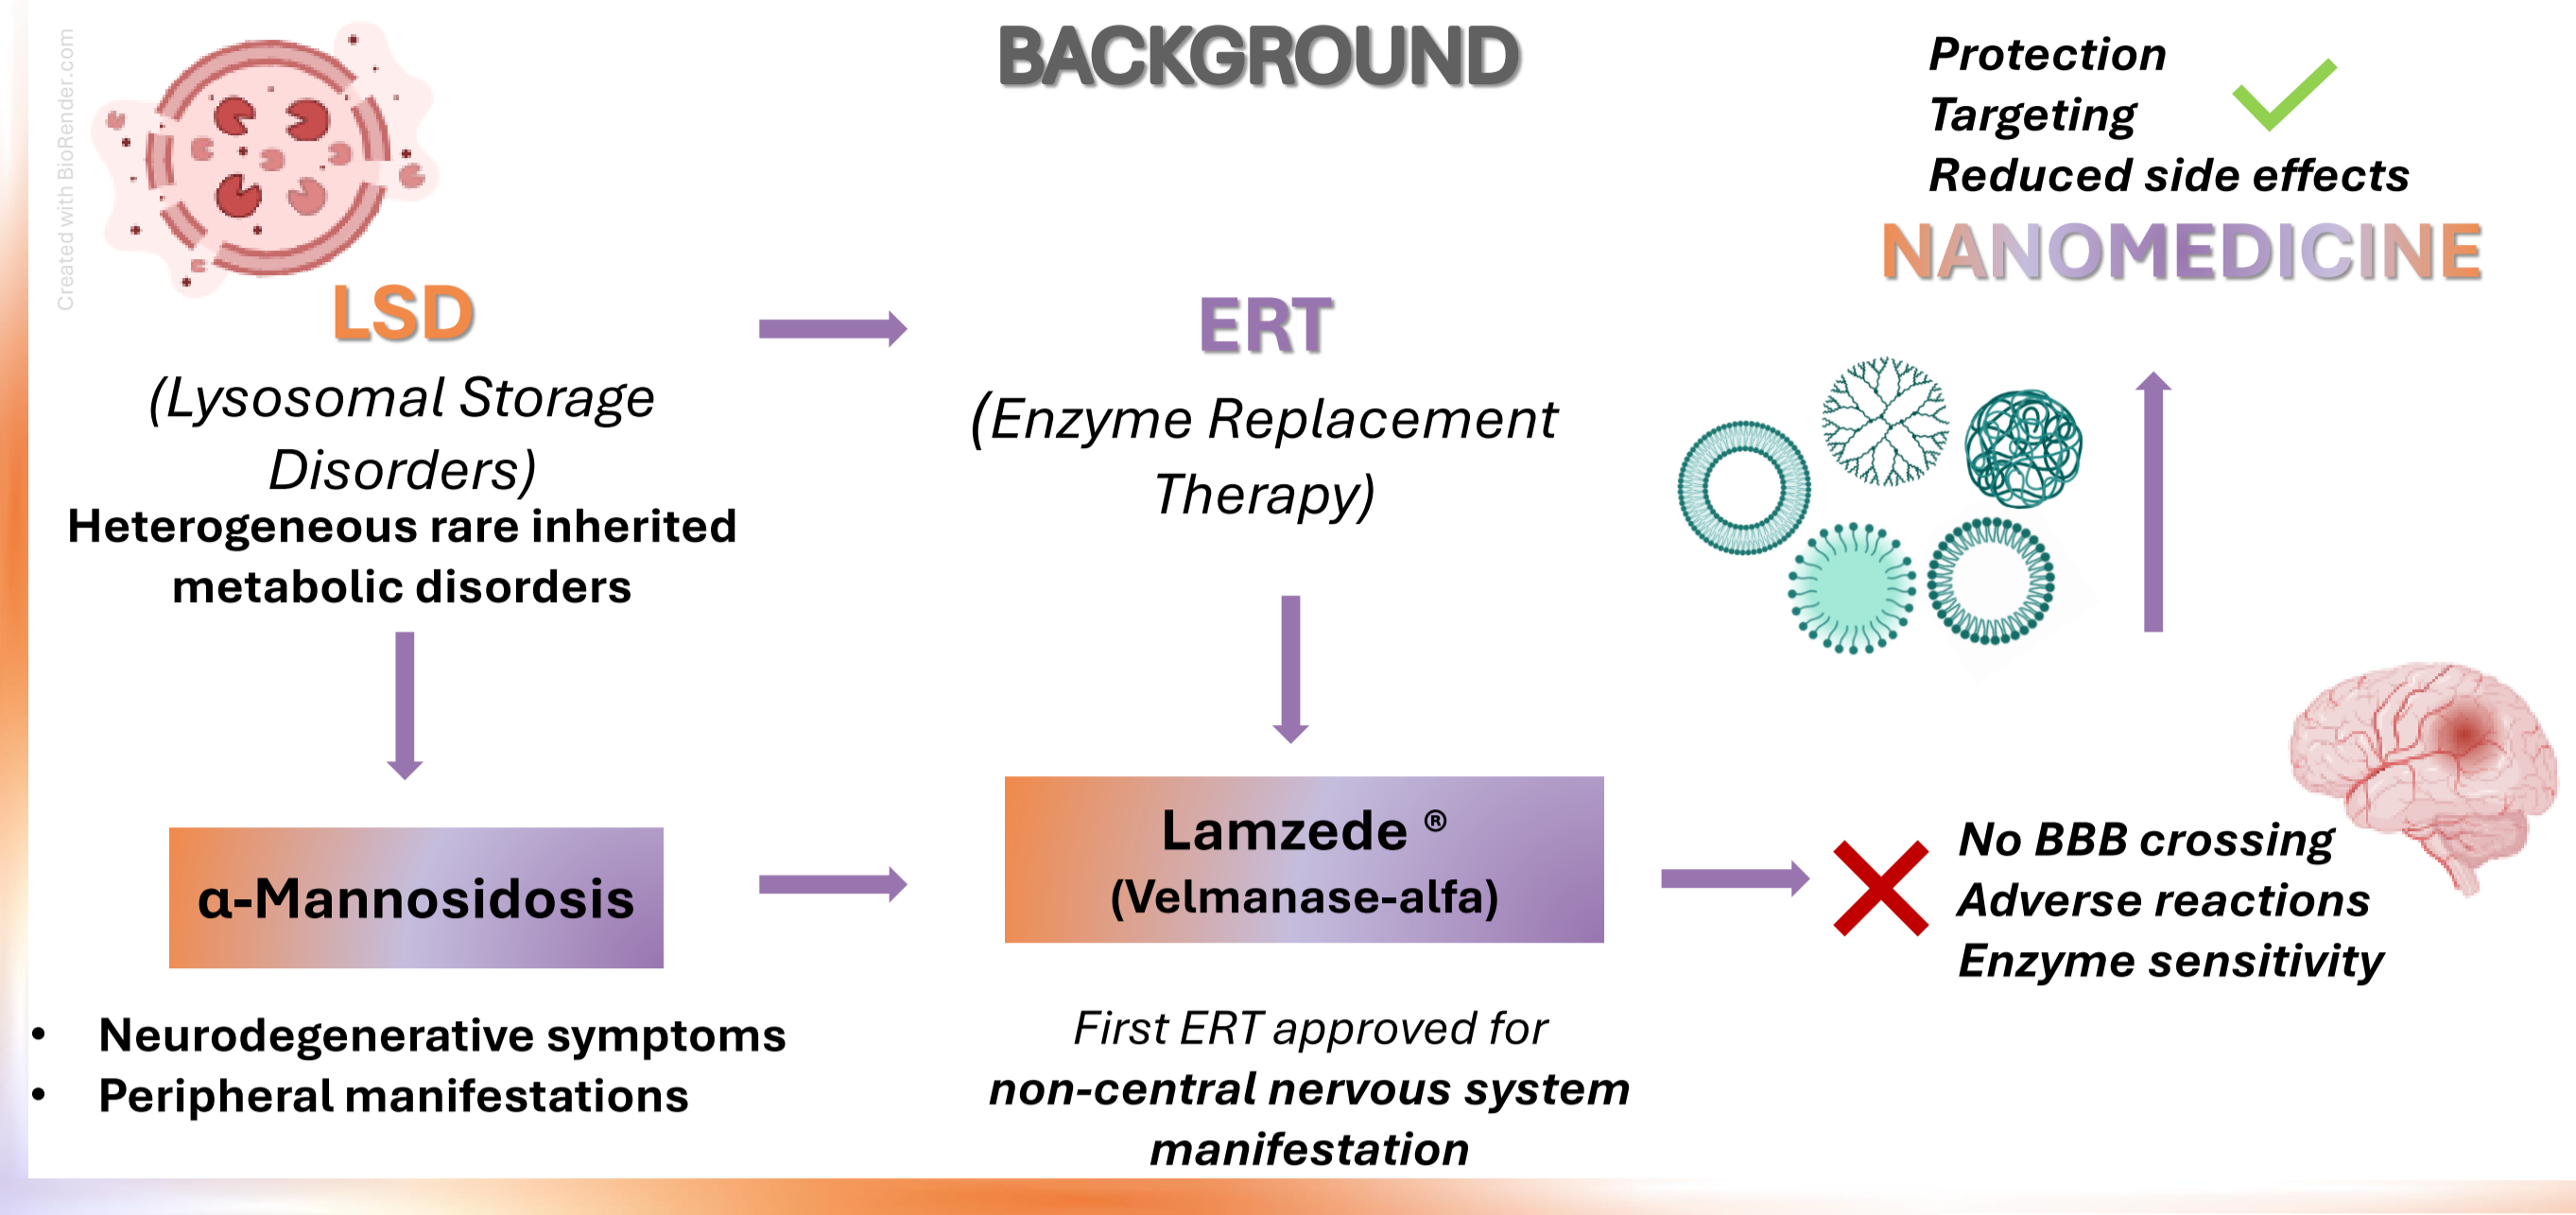 BACKGROUND
Created with BioRender.com
LSD
(Lysosomal Storage
Disorders)
Heterogeneous rare inherited
metabolic disorders
α-Mannosidosis
• Neurodegenerative symptoms
• Peripheral manifestations
ERT
(Enzyme Replacement
Therapy)
Lamzede ®
(Velmanase-alfa)
First ERT approved for
non-central nervous system
manifestation
No BBB crossing
Adverse reactions
Enzyme sensitivity
Protection
Targeting
Reduced side effects
NANOMEDICINE